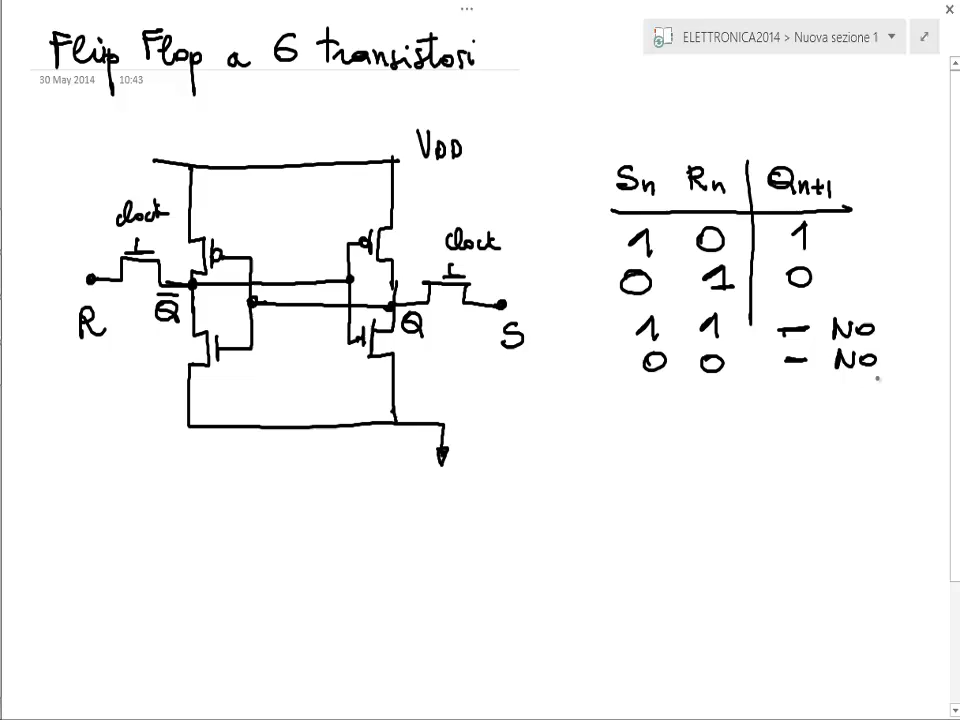 Flip Flop a 6 transistori
ELETTRONICA2014 > Nuova sezione 1
30 May 2014 10:43
VDD
clock
clock
R
Q̅
Q
S
Sn Rn Qn+1
1 0 1
0 1 0
1 1 – NO
0 0 – NO